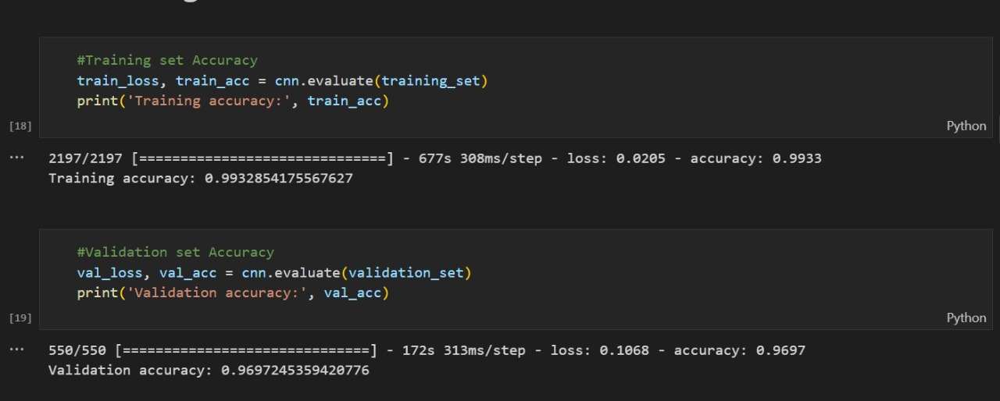 #Training set Accuracy
train_loss, train_acc = cnn.evaluate(training_set)
print('Training accuracy:', train_acc)
[18]
Python
...
2197/2197 [==============================] - 677s 308ms/step - loss: 0.0205 - accuracy: 0.9933
Training accuracy: 0.9932854175567627
#Validation set Accuracy
val_loss, val_acc = cnn.evaluate(validation_set)
print('Validation accuracy:', val_acc)
[19]
Python
...
550/550 [==============================] - 172s 313ms/step - loss: 0.1068 - accuracy: 0.9697
Validation accuracy: 0.9697245359420776